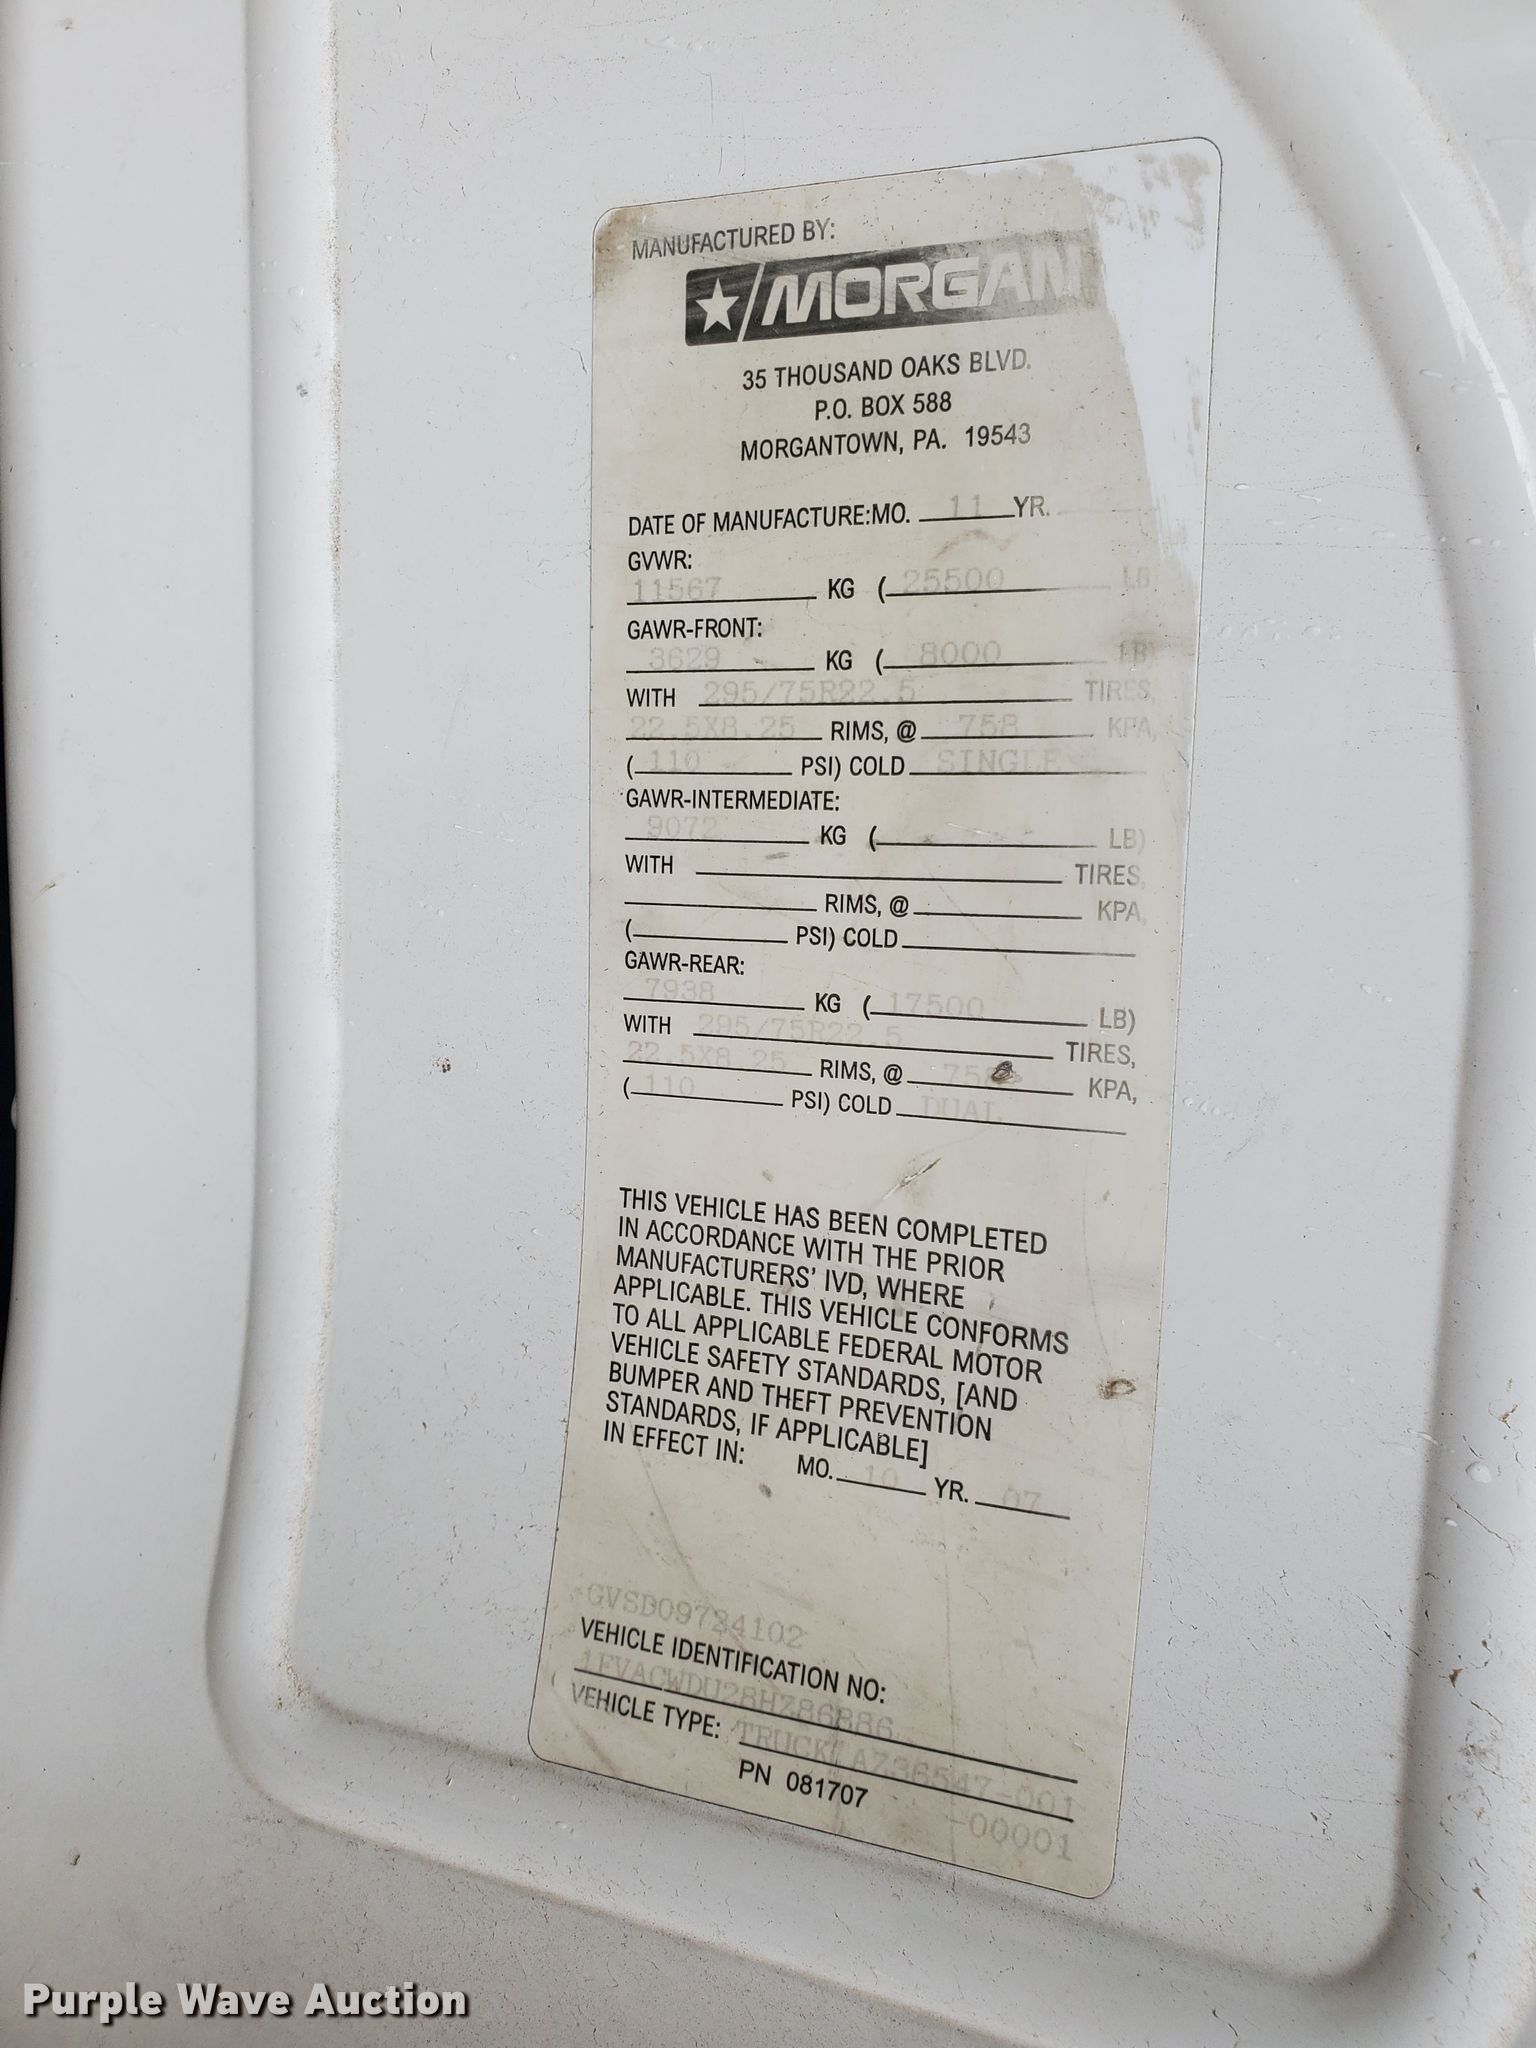 MANUFACTURED BY:
MORGAN
35 THOUSAND OAKS BLVD.
P.O. BOX 588
MORGANTOWN, PA. 19543
DATE OF MANUFACTURE:MO. 11 YR.
GVWR:
11567 KG ( 25500 LB
GAWR-FRONT:
3629 KG ( 8000 LB)
WITH 295/75R22.5 TIRES,
22.5X8.25 RIMS, @ 758 KPA,
( 110 PSI) COLD SINGLE
GAWR-INTERMEDIATE:
9072 KG ( LB)
WITH TIRES,
RIMS, @ KPA,
( PSI) COLD
GAWR-REAR:
7938 KG ( 17500 LB)
WITH 295/75R22.5 TIRES,
22.5X8.25 RIMS, @ 758 KPA,
( 110 PSI) COLD DUAL
THIS VEHICLE HAS BEEN COMPLETED
IN ACCORDANCE WITH THE PRIOR
MANUFACTURERS' IVD, WHERE
APPLICABLE. THIS VEHICLE CONFORMS
TO ALL APPLICABLE FEDERAL MOTOR
VEHICLE SAFETY STANDARDS, [AND
BUMPER AND THEFT PREVENTION
STANDARDS, IF APPLICABLE]
IN EFFECT IN: MO. 10 YR. 07
GVSD09724102
VEHICLE IDENTIFICATION NO:
1FVACWDU28HZ86886
VEHICLE TYPE: TRUCK
PN 081707 -00001
Purple Wave Auction